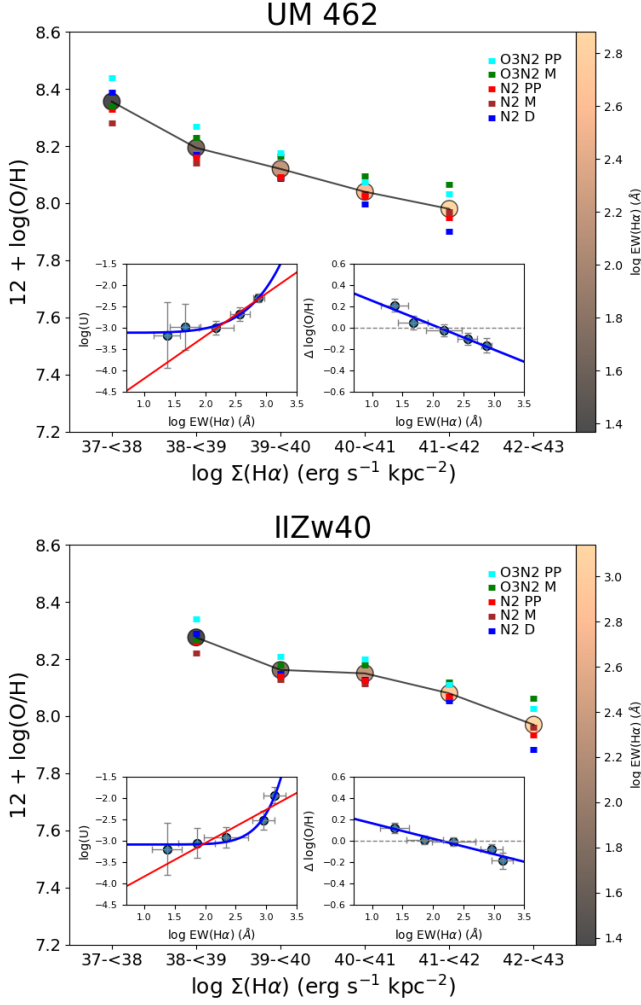 UM 462
8.6
8.4
8.2
8.0
7.8
7.6
7.4
7.2
12 + log(O/H)
O3N2 PP
O3N2 M
N2 PP
N2 M
N2 D
2.8
2.6
2.4
2.2
2.0
1.8
1.6
1.4
log EW(Hα) (Å)
−1.5
−2.0
−2.5
−3.0
−3.5
−4.0
−4.5
log(U)
1.0 1.5 2.0 2.5 3.0 3.5
log EW(Hα) (Å)
0.6
0.4
0.2
0.0
−0.2
−0.4
−0.6
Δ log(O/H)
1.0 1.5 2.0 2.5 3.0 3.5
log EW(Hα) (Å)
37-<38 38-<39 39-<40 40-<41 41-<42 42-<43
log Σ(Hα) (erg s⁻¹ kpc⁻²)
IIZw40
8.6
8.4
8.2
8.0
7.8
7.6
7.4
7.2
12 + log(O/H)
O3N2 PP
O3N2 M
N2 PP
N2 M
N2 D
3.0
2.8
2.6
2.4
2.2
2.0
1.8
1.6
1.4
log EW(Hα) (Å)
−1.5
−2.0
−2.5
−3.0
−3.5
−4.0
−4.5
log(U)
1.0 1.5 2.0 2.5 3.0 3.5
log EW(Hα) (Å)
0.6
0.4
0.2
0.0
−0.2
−0.4
−0.6
Δ log(O/H)
1.0 1.5 2.0 2.5 3.0 3.5
log EW(Hα) (Å)
37-<38 38-<39 39-<40 40-<41 41-<42 42-<43
log Σ(Hα) (erg s⁻¹ kpc⁻²)